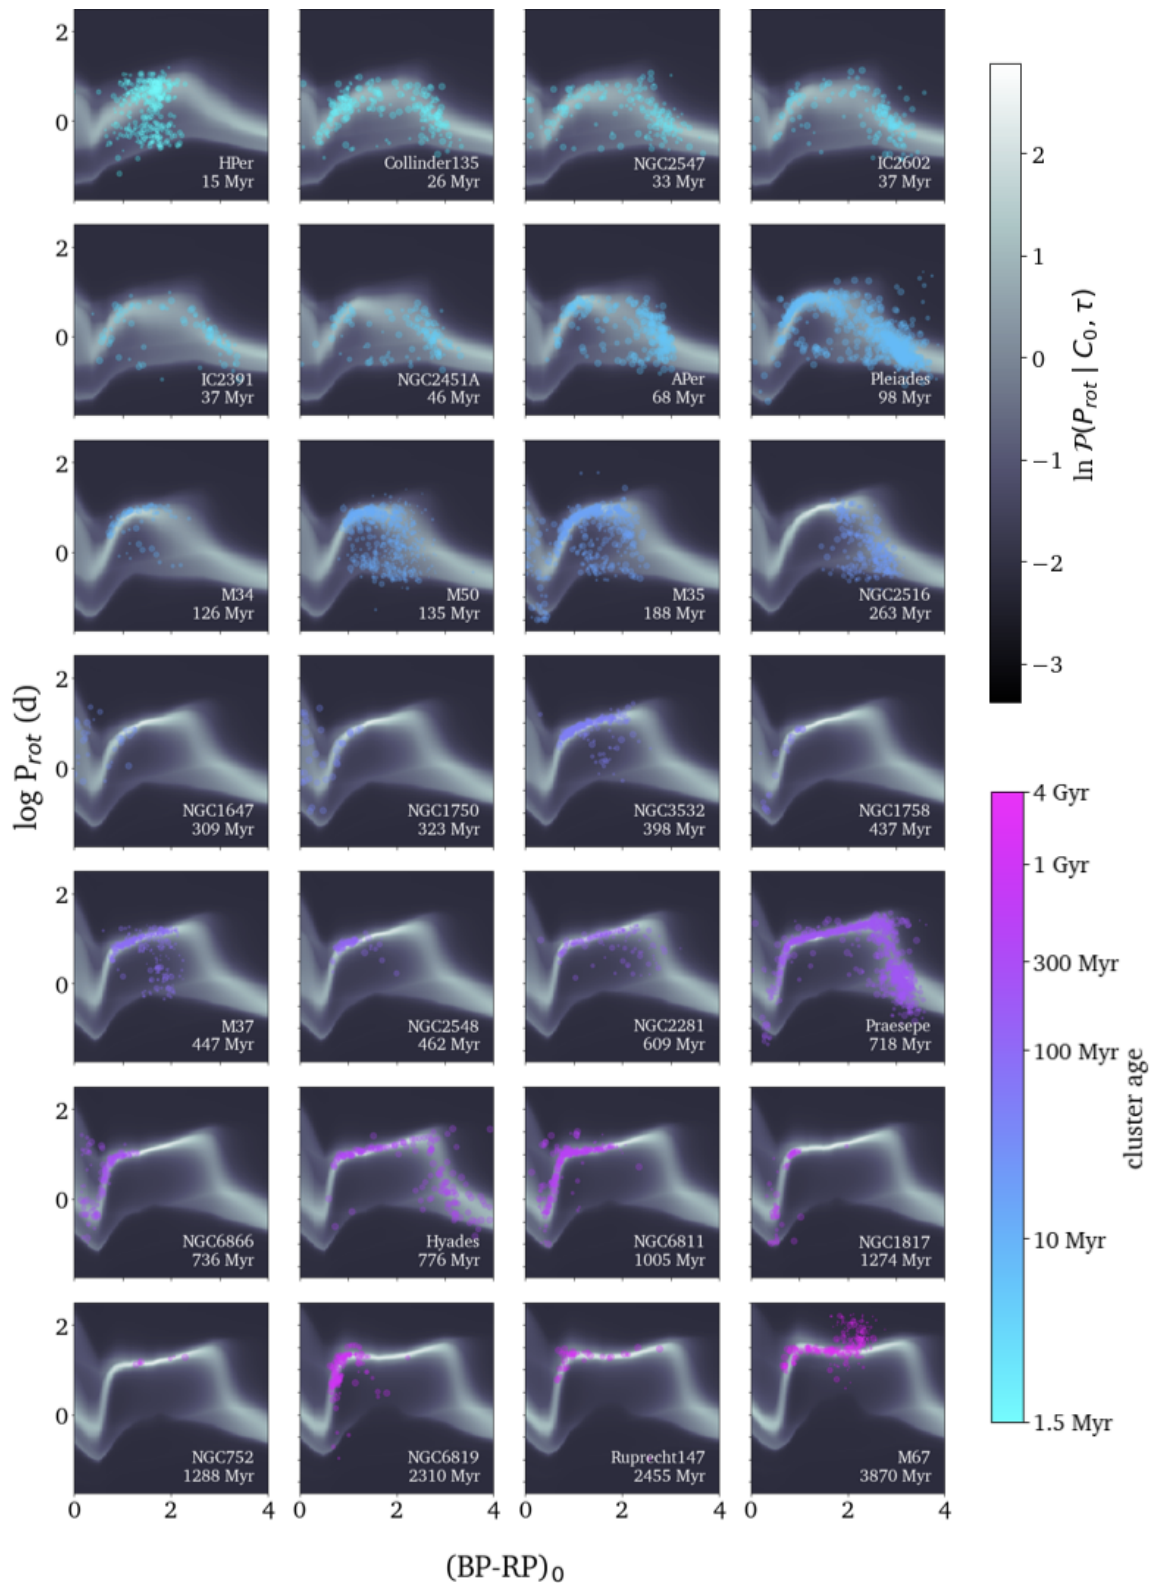 2
0
HPer
15 Myr
Collinder135
26 Myr
NGC2547
33 Myr
IC2602
37 Myr
2
0
IC2391
37 Myr
NGC2451A
46 Myr
APer
68 Myr
Pleiades
98 Myr
2
0
M34
126 Myr
M50
135 Myr
M35
188 Myr
NGC2516
263 Myr
2
0
NGC1647
309 Myr
NGC1750
323 Myr
NGC3532
398 Myr
NGC1758
437 Myr
2
0
M37
447 Myr
NGC2548
462 Myr
NGC2281
609 Myr
Praesepe
718 Myr
2
0
NGC6866
736 Myr
Hyades
776 Myr
NGC6811
1005 Myr
NGC1817
1274 Myr
2
0
NGC752
1288 Myr
NGC6819
2310 Myr
Ruprecht147
2455 Myr
M67
3870 Myr
0 2 4
0 2 4
0 2 4
0 2 4
log P_rot (d)
(BP-RP)₀
2
1
0
−1
−2
−3
ln 𝒫(P_rot | C₀, τ)
4 Gyr
1 Gyr
300 Myr
100 Myr
10 Myr
1.5 Myr
cluster age